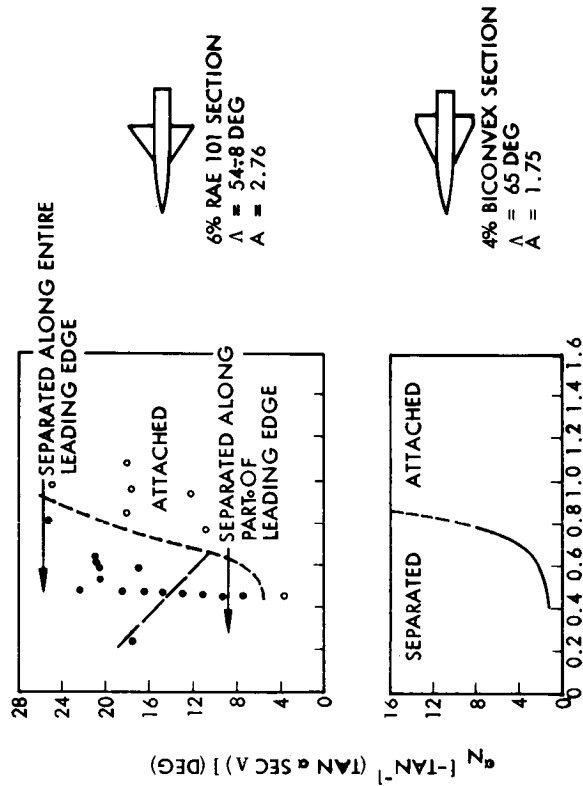 28
24
20
16
12
8
4
0
SEPARATED ALONG ENTIRE
LEADING EDGE
ATTACHED
SEPARATED ALONG
PART OF
LEADING EDGE
6% RAE 101 SECTION
Λ = 54.8 DEG
A = 2.76
16
12
8
4
0
SEPARATED
ATTACHED
0 0.2 0.4 0.6 0.8 1.0 1.2 1.4 1.6
4% BICONVEX SECTION
Λ = 65 DEG
A = 1.75
α_N [-TAN⁻¹ (TAN α SEC Λ)] (DEG)